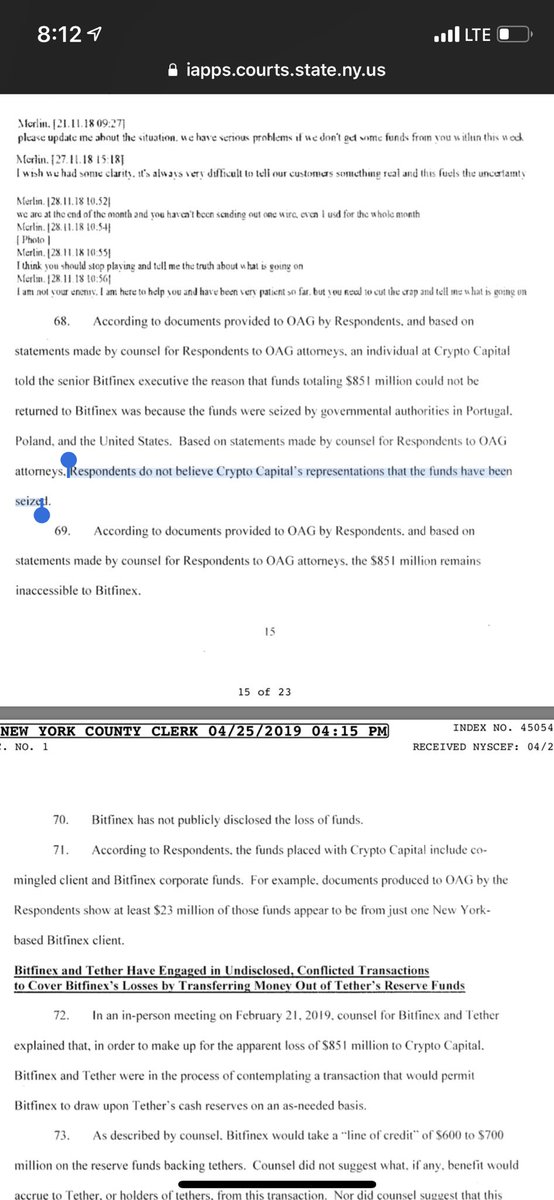 8:12
LTE
iapps.courts.state.ny.us
Merlin, [21.11.18 09:27]
please update me about the situation. we have serious problems if we don't get some funds from you within this week
Merlin, [27.11.18 15:18]
I wish we had some clarity, it's always very difficult to tell our customers something real and this fuels the uncertainty
Merlin, [28.11.18 10:52]
we are at the end of the month and you haven't been sending out one wire, even 1 usd for the whole month
Merlin, [28.11.18 10:54]
[ Photo ]
Merlin, [28.11.18 10:55]
I think you should stop playing and tell me the truth about what is going on
Merlin, [28.11.18 10:56]
I am not your enemy. I am here to help you and have been very patient so far. but you need to cut the crap and tell me what is going on
68. According to documents provided to OAG by Respondents, and based on
statements made by counsel for Respondents to OAG attorneys, an individual at Crypto Capital
told the senior Bitfinex executive the reason that funds totaling $851 million could not be
returned to Bitfinex was because the funds were seized by governmental authorities in Portugal,
Poland, and the United States. Based on statements made by counsel for Respondents to OAG
attorneys, Respondents do not believe Crypto Capital's representations that the funds have been
seized.
69. According to documents provided to OAG by Respondents, and based on
statements made by counsel for Respondents to OAG attorneys, the $851 million remains
inaccessible to Bitfinex.
15
15 of 23
NEW YORK COUNTY CLERK 04/25/2019 04:15 PM
INDEX NO. 45054
. NO. 1
RECEIVED NYSCEF: 04/2
70. Bitfinex has not publicly disclosed the loss of funds.
71. According to Respondents, the funds placed with Crypto Capital include co-
mingled client and Bitfinex corporate funds. For example, documents produced to OAG by the
Respondents show at least $23 million of those funds appear to be from just one New York-
based Bitfinex client.
Bitfinex and Tether Have Engaged in Undisclosed, Conflicted Transactions
to Cover Bitfinex's Losses by Transferring Money Out of Tether's Reserve Funds
72. In an in-person meeting on February 21, 2019, counsel for Bitfinex and Tether
explained that, in order to make up for the apparent loss of $851 million to Crypto Capital,
Bitfinex and Tether were in the process of contemplating a transaction that would permit
Bitfinex to draw upon Tether's cash reserves on an as-needed basis.
73. As described by counsel, Bitfinex would take a "line of credit" of $600 to $700
million on the reserve funds backing tethers. Counsel did not suggest what, if any, benefit would
accrue to Tether, or holders of tethers, from this transaction. Nor did counsel suggest that this